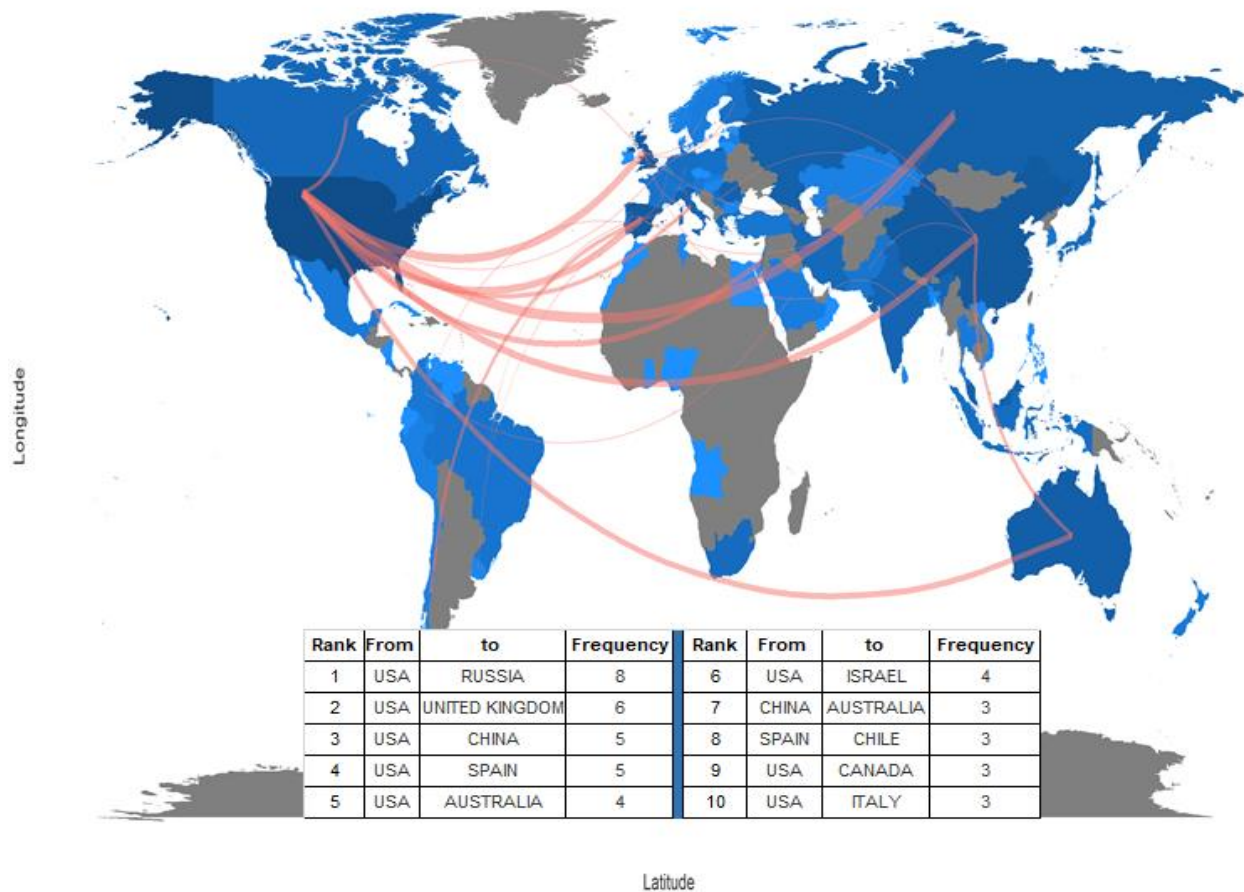 Longitude
Rank From to Frequency Rank From to Frequency
1 USA RUSSIA 8 6 USA ISRAEL 4
2 USA UNITED KINGDOM 6 7 CHINA AUSTRALIA 3
3 USA CHINA 5 8 SPAIN CHILE 3
4 USA SPAIN 5 9 USA CANADA 3
5 USA AUSTRALIA 4 10 USA ITALY 3
Latitude